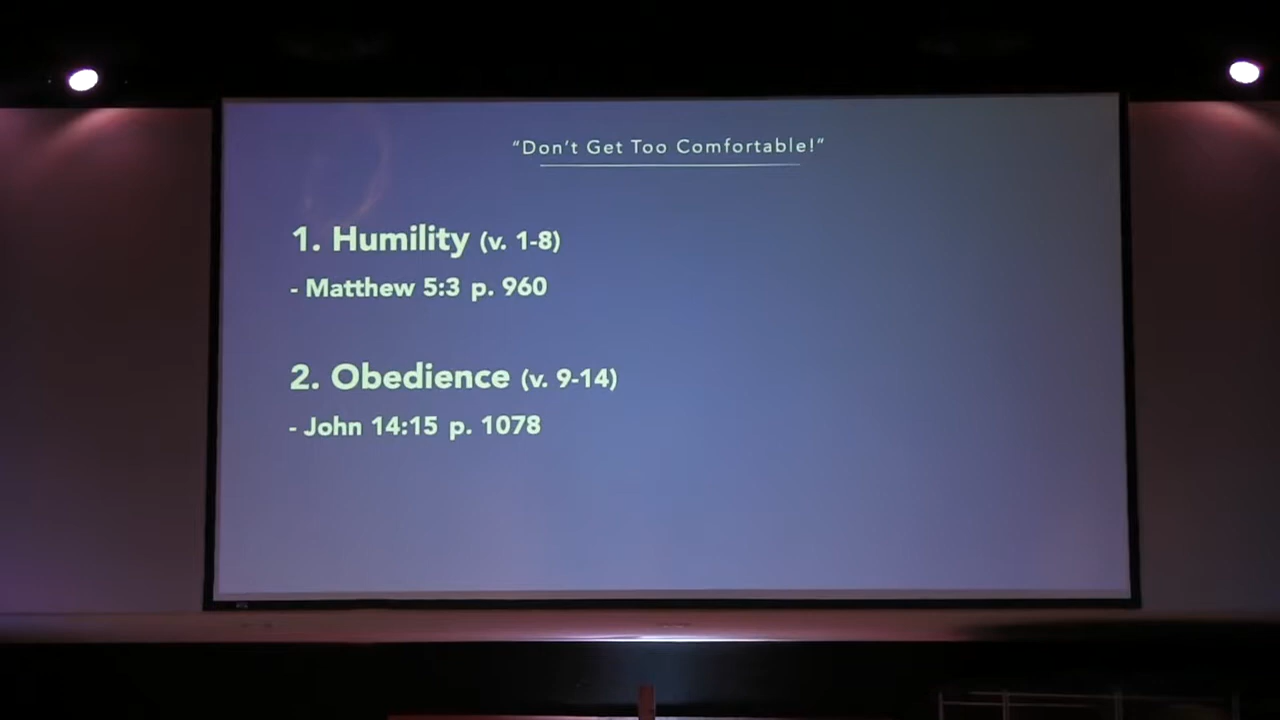 “Don’t Get Too Comfortable!”
1. Humility (v. 1-8)
- Matthew 5:3 p. 960
2. Obedience (v. 9-14)
- John 14:15 p. 1078